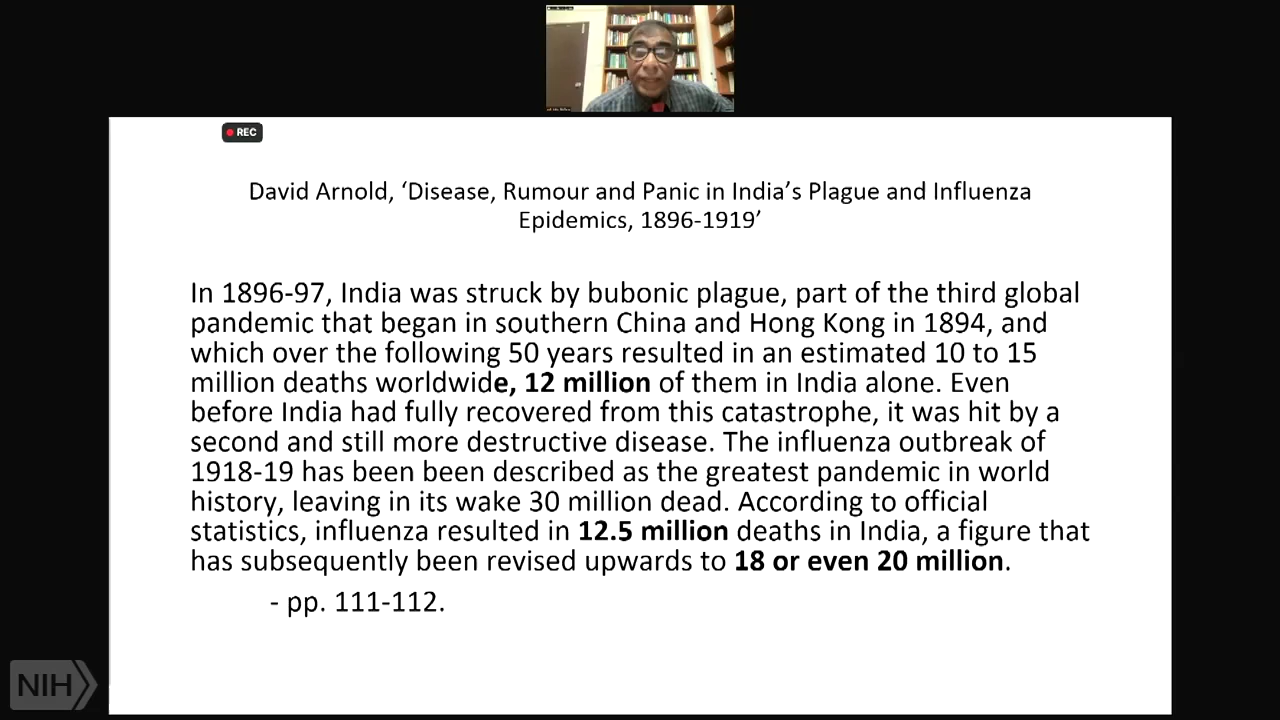 REC
David Arnold, ‘Disease, Rumour and Panic in India’s Plague and Influenza
Epidemics, 1896-1919’
In 1896-97, India was struck by bubonic plague, part of the third global
pandemic that began in southern China and Hong Kong in 1894, and
which over the following 50 years resulted in an estimated 10 to 15
million deaths worldwide, 12 million of them in India alone. Even
before India had fully recovered from this catastrophe, it was hit by a
second and still more destructive disease. The influenza outbreak of
1918-19 has been been described as the greatest pandemic in world
history, leaving in its wake 30 million dead. According to official
statistics, influenza resulted in 12.5 million deaths in India, a figure that
has subsequently been revised upwards to 18 or even 20 million.
- pp. 111-112.
NIH